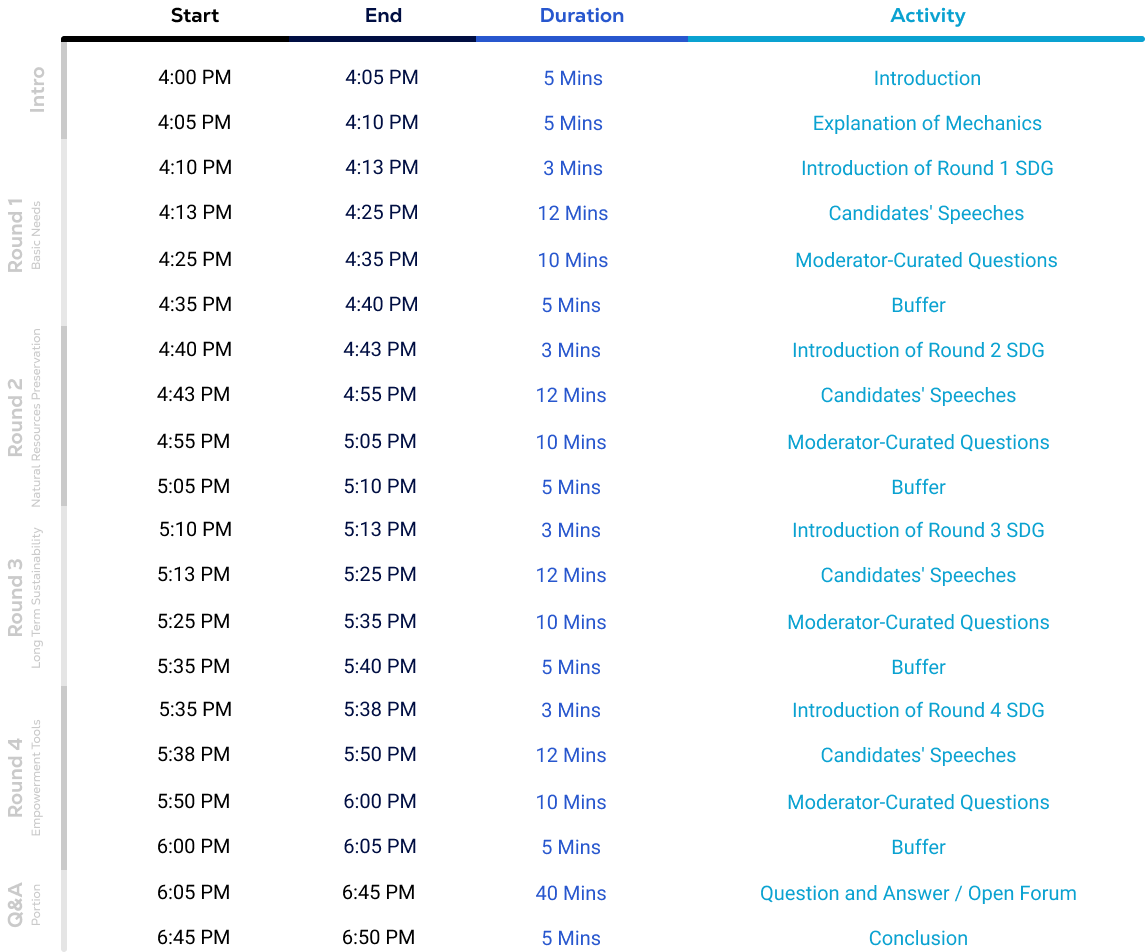 Start End Duration Activity
Intro
4:00 PM 4:05 PM 5 Mins Introduction
4:05 PM 4:10 PM 5 Mins Explanation of Mechanics
Round 1
Basic Needs
4:10 PM 4:13 PM 3 Mins Introduction of Round 1 SDG
4:13 PM 4:25 PM 12 Mins Candidates' Speeches
4:25 PM 4:35 PM 10 Mins Moderator-Curated Questions
4:35 PM 4:40 PM 5 Mins Buffer
Round 2
Natural Resources Preservation
4:40 PM 4:43 PM 3 Mins Introduction of Round 2 SDG
4:43 PM 4:55 PM 12 Mins Candidates' Speeches
4:55 PM 5:05 PM 10 Mins Moderator-Curated Questions
5:05 PM 5:10 PM 5 Mins Buffer
Round 3
Long Term Sustainability
5:10 PM 5:13 PM 3 Mins Introduction of Round 3 SDG
5:13 PM 5:25 PM 12 Mins Candidates' Speeches
5:25 PM 5:35 PM 10 Mins Moderator-Curated Questions
5:35 PM 5:40 PM 5 Mins Buffer
Round 4
Empowerment Tools
5:35 PM 5:38 PM 3 Mins Introduction of Round 4 SDG
5:38 PM 5:50 PM 12 Mins Candidates' Speeches
5:50 PM 6:00 PM 10 Mins Moderator-Curated Questions
6:00 PM 6:05 PM 5 Mins Buffer
Q&A
Portion
6:05 PM 6:45 PM 40 Mins Question and Answer / Open Forum
6:45 PM 6:50 PM 5 Mins Conclusion